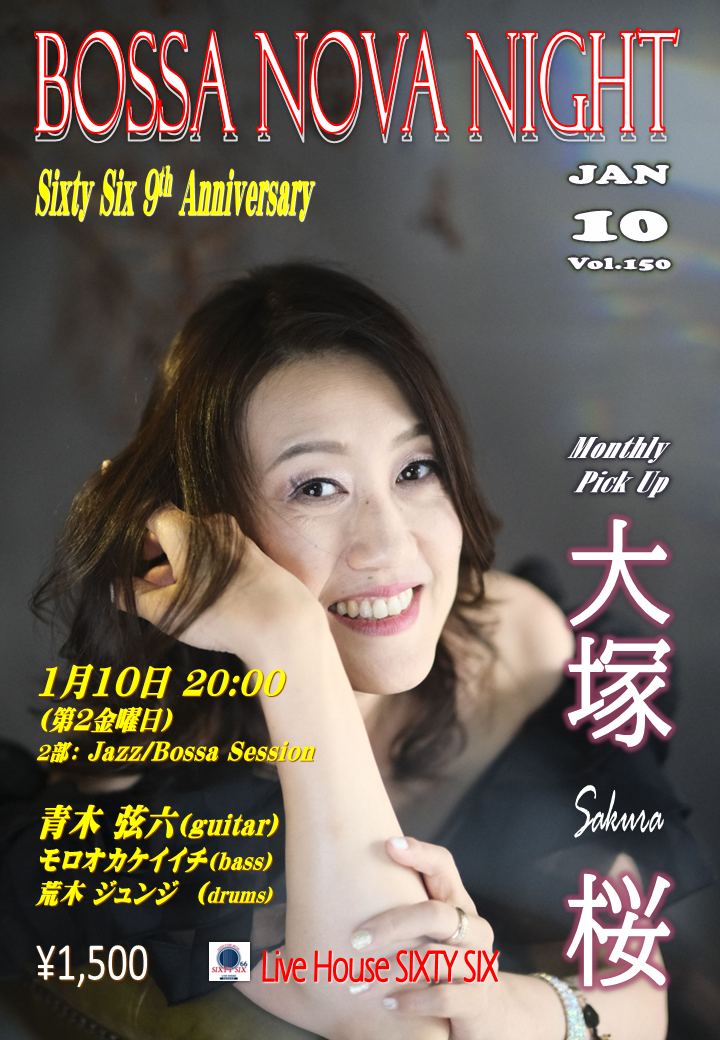 BOSSA NOVA NIGHT
Sixty Six 9th Anniversary
JAN
10
Vol.150
Monthly
Pick Up
大塚
Sakura
桜
1月10日 20:00
(第2金曜日)
2部: Jazz/Bossa Session
青木 弦六(guitar)
モロオカケイイチ(bass)
荒木 ジュンジ (drums)
¥1,500
SIXTY SIX
66
Live House SIXTY SIX